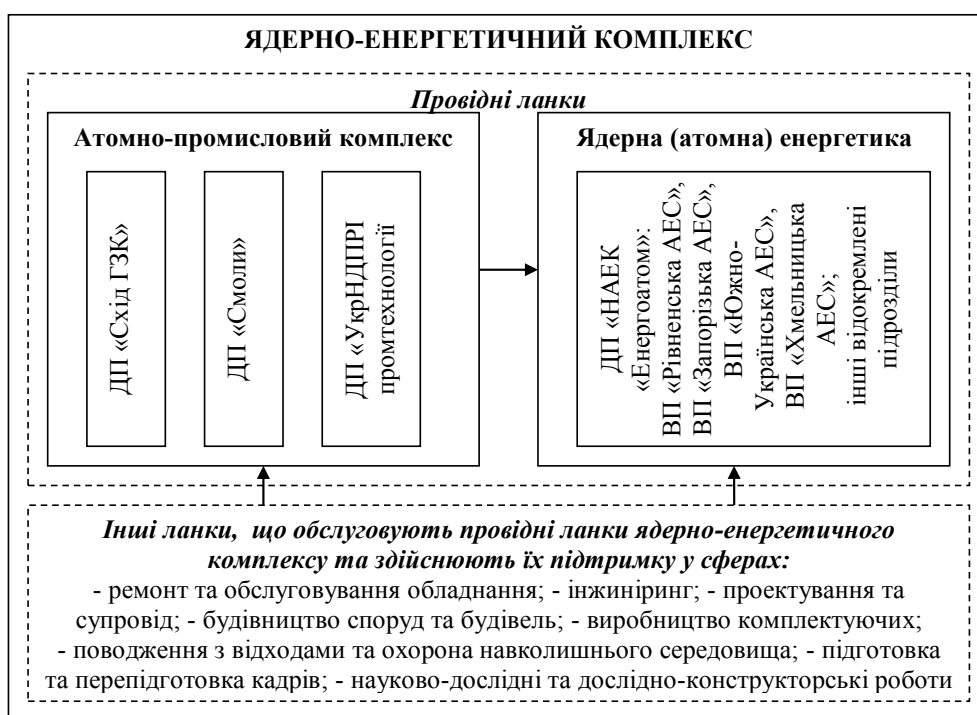 ЯДЕРНО-ЕНЕРГЕТИЧНИЙ КОМПЛЕКС
Провідні ланки
Атомно-промисловий комплекс
ДП «Схід ГЗК»
ДП «Смоли»
ДП «УкрНДПРІ
промтехнології
Ядерна (атомна) енергетика
ДП «НАЕК
«Енергоатом»:
ВП «Рівненська АЕС»,
ВП «Запорізька АЕС»,
ВП «Южно-
Українська АЕС»,
ВП «Хмельницька
АЕС»;
інші відокремлені
підрозділи
Інші ланки, що обслуговують провідні ланки ядерно-енергетичного
комплексу та здійснюють їх підтримку у сферах:
- ремонт та обслуговування обладнання; - інжиніринг; - проектування та
супровід; - будівництво споруд та будівель; - виробництво комплектуючих;
- поводження з відходами та охорона навколишнього середовища; - підготовка
та перепідготовка кадрів; - науково-дослідні та дослідно-конструкторські роботи